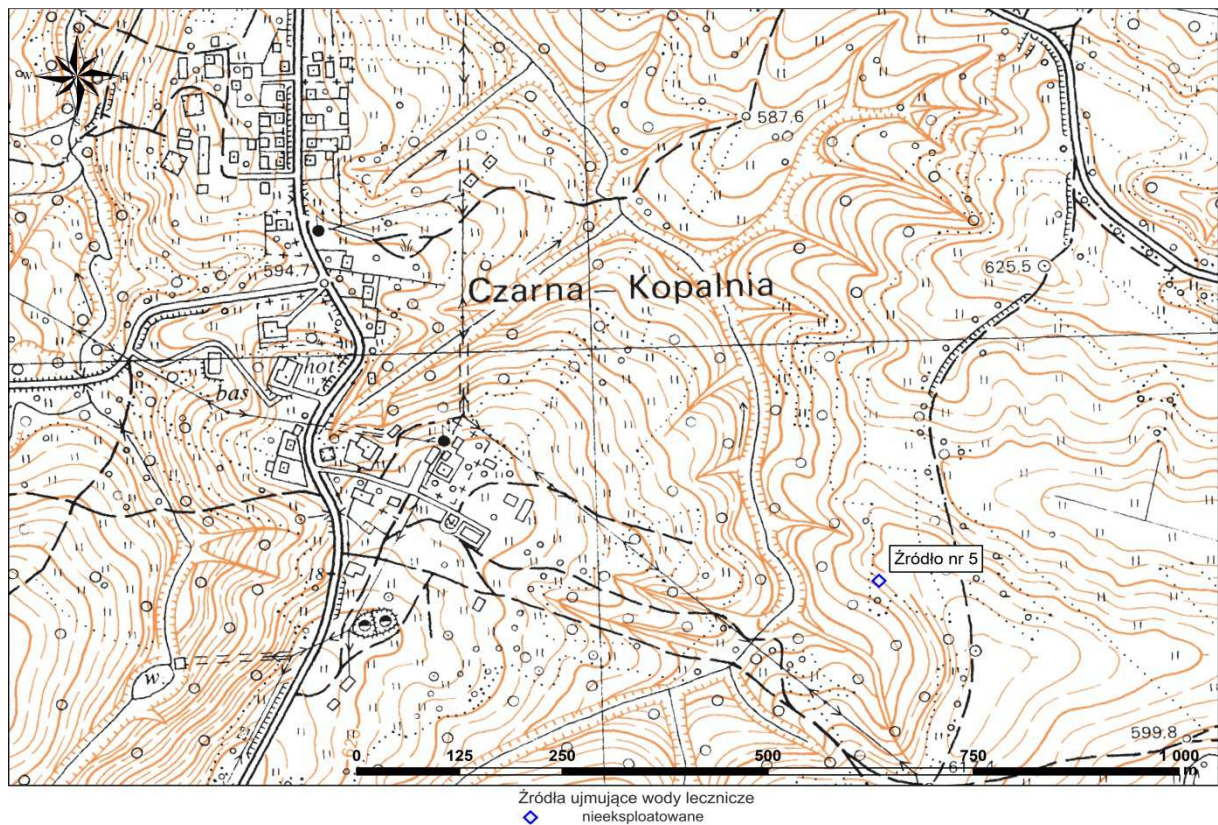 W E
S
587.6
594.7
625,5
Czarna - Kopalnia
hot
bas
Źródło nr 5
18
w.
21
599,8
0 125 250 500 750 1 000
m
Źródła ujmujące wody lecznicze
nieeksploatowane